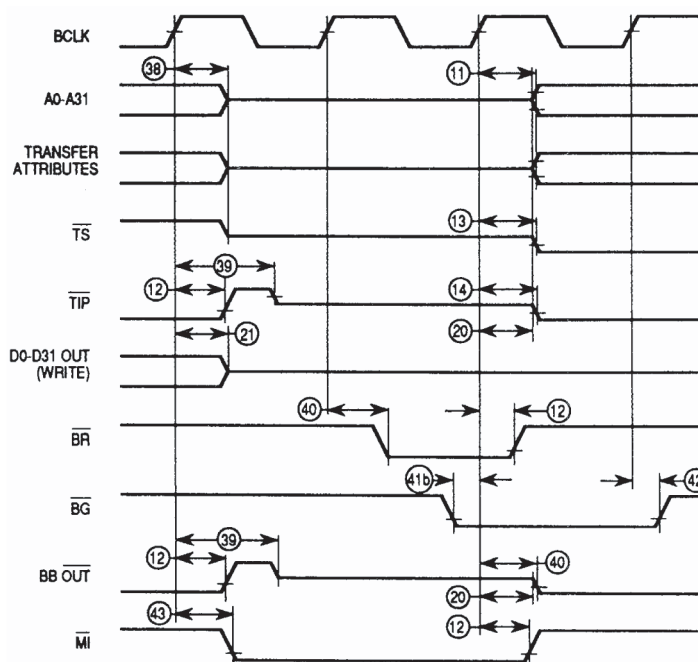 BCLK
38
11
A0-A31
TRANSFER
ATTRIBUTES
TS
13
39
12
TIP
14
21
20
D0-D31 OUT
(WRITE)
40
12
BR
41b
42
BG
39
12
40
BB OUT
20
43
12
MI